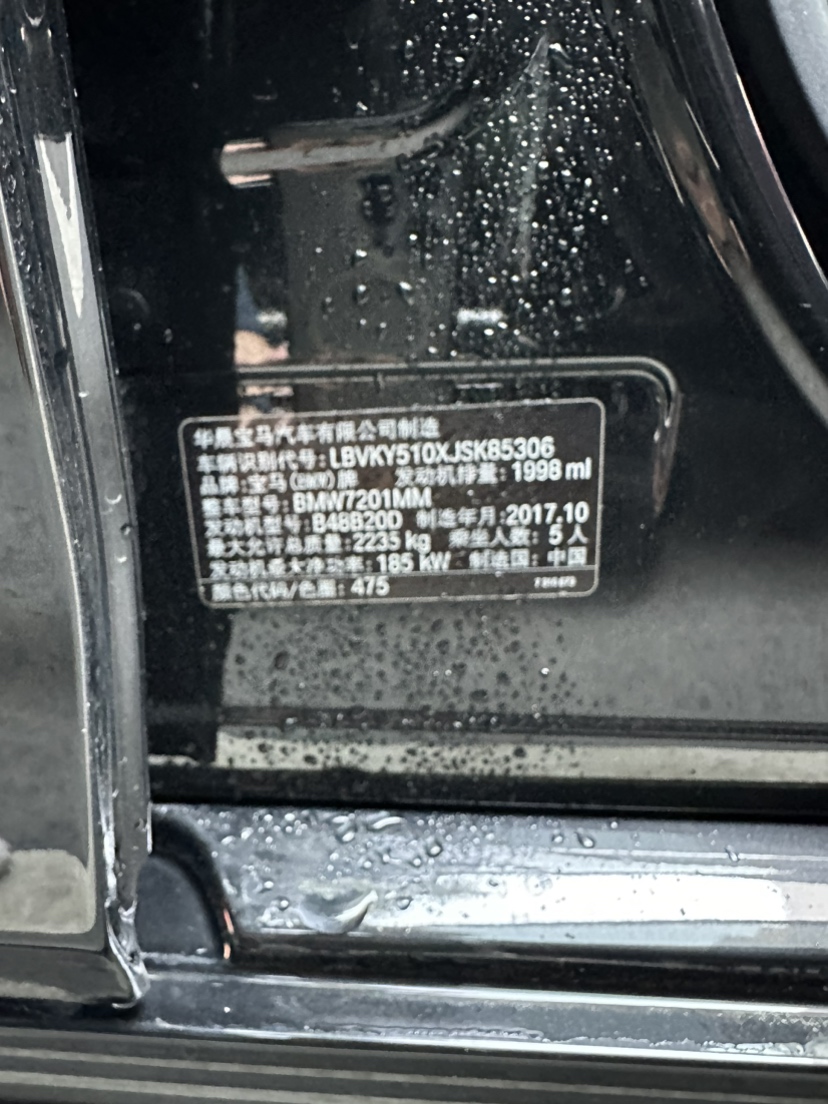 华晨宝马汽车有限公司制造
车辆识别代号:LBVKY510XJSK85306
品牌:宝马(BMW)牌 发动机排量:1998 ml
整车型号:BMW7201MM
发动机型号:B48B20D 制造年月:2017.10
最大允许总质量:2235 kg 乘坐人数:5人
发动机最大净功率:185 kW 制造国:中国
颜色代码/色层:475